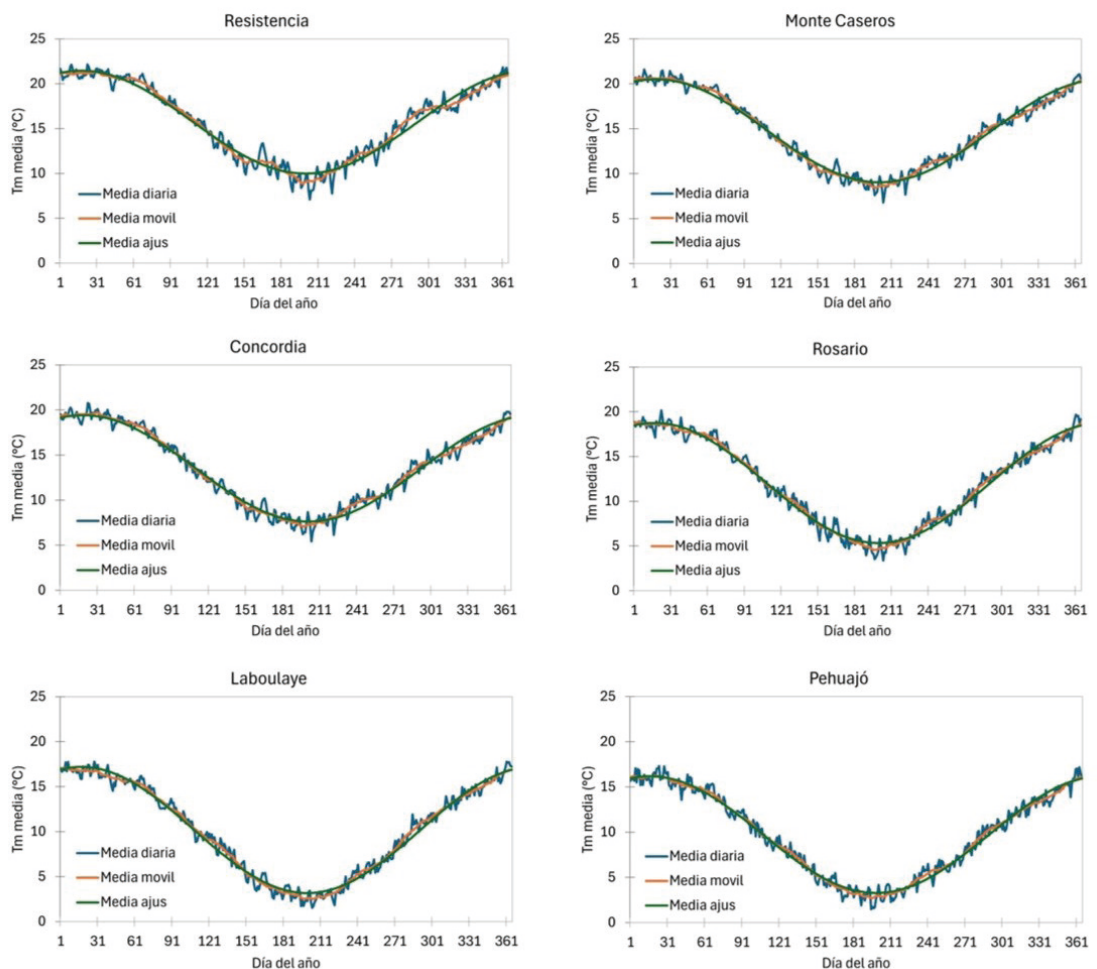 Resistencia
25
20
15
10
5
0
Tm media (ºC)
Media diaria
Media movil
Media ajus
1 31 61 91 121 151 181 211 241 271 301 331 361
Día del año
Monte Caseros
25
20
15
10
5
0
Tm media (ºC)
Media diaria
Media movil
Media ajus
1 31 61 91 121 151 181 211 241 271 301 331 361
Día del año
Concordia
25
20
15
10
5
0
Tm media (ºC)
Media diaria
Media movil
Media ajus
1 31 61 91 121 151 181 211 241 271 301 331 361
Día del año
Rosario
25
20
15
10
5
0
Tm media (ºC)
Media diaria
Media movil
Media ajus
1 31 61 91 121 151 181 211 241 271 301 331 361
Día del año
Laboulaye
25
20
15
10
5
0
Tm media (ºC)
Media diaria
Media movil
Media ajus
1 31 61 91 121 151 181 211 241 271 301 331 361
Día del año
Pehuajó
25
20
15
10
5
0
Tm media (ºC)
Media diaria
Media movil
Media ajus
1 31 61 91 121 151 181 211 241 271 301 331 361
Día del año